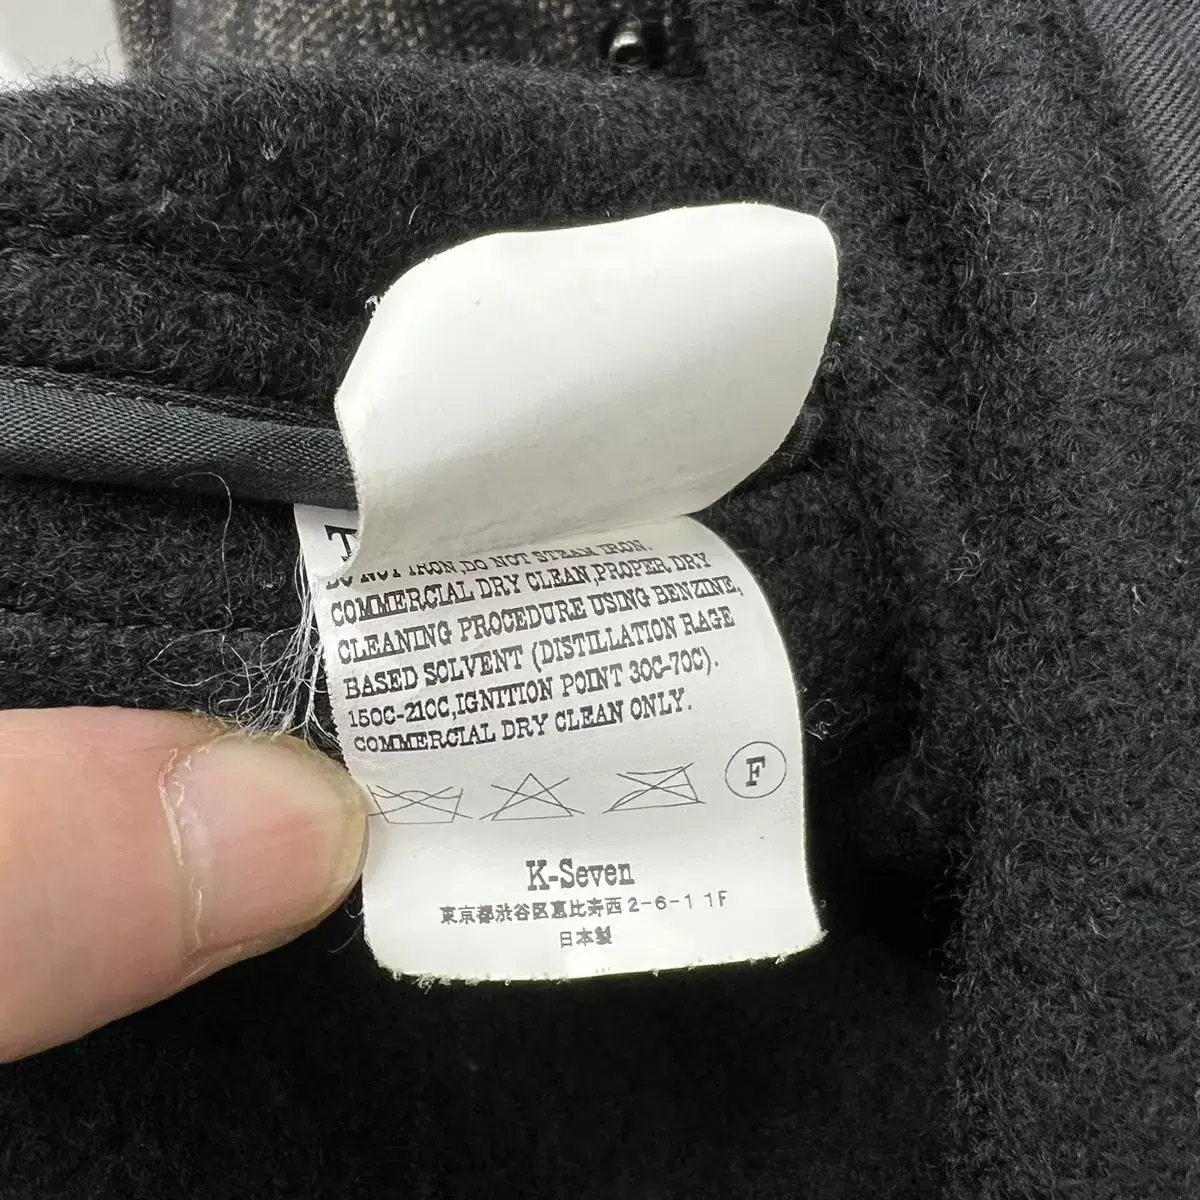 T
DO NOT IRON,DO NOT STEAM IRON.
COMMERCIAL DRY CLEAN,PROPER DRY
CLEANING PROCEDURE USING BENZINE,
BASED SOLVENT (DISTILLATION RAGE
150C-210C,IGNITION POINT 30C-70C).
COMMERCIAL DRY CLEAN ONLY.
F
K-Seven
東京都渋谷区恵比寿西2-6-1 1F
日本製